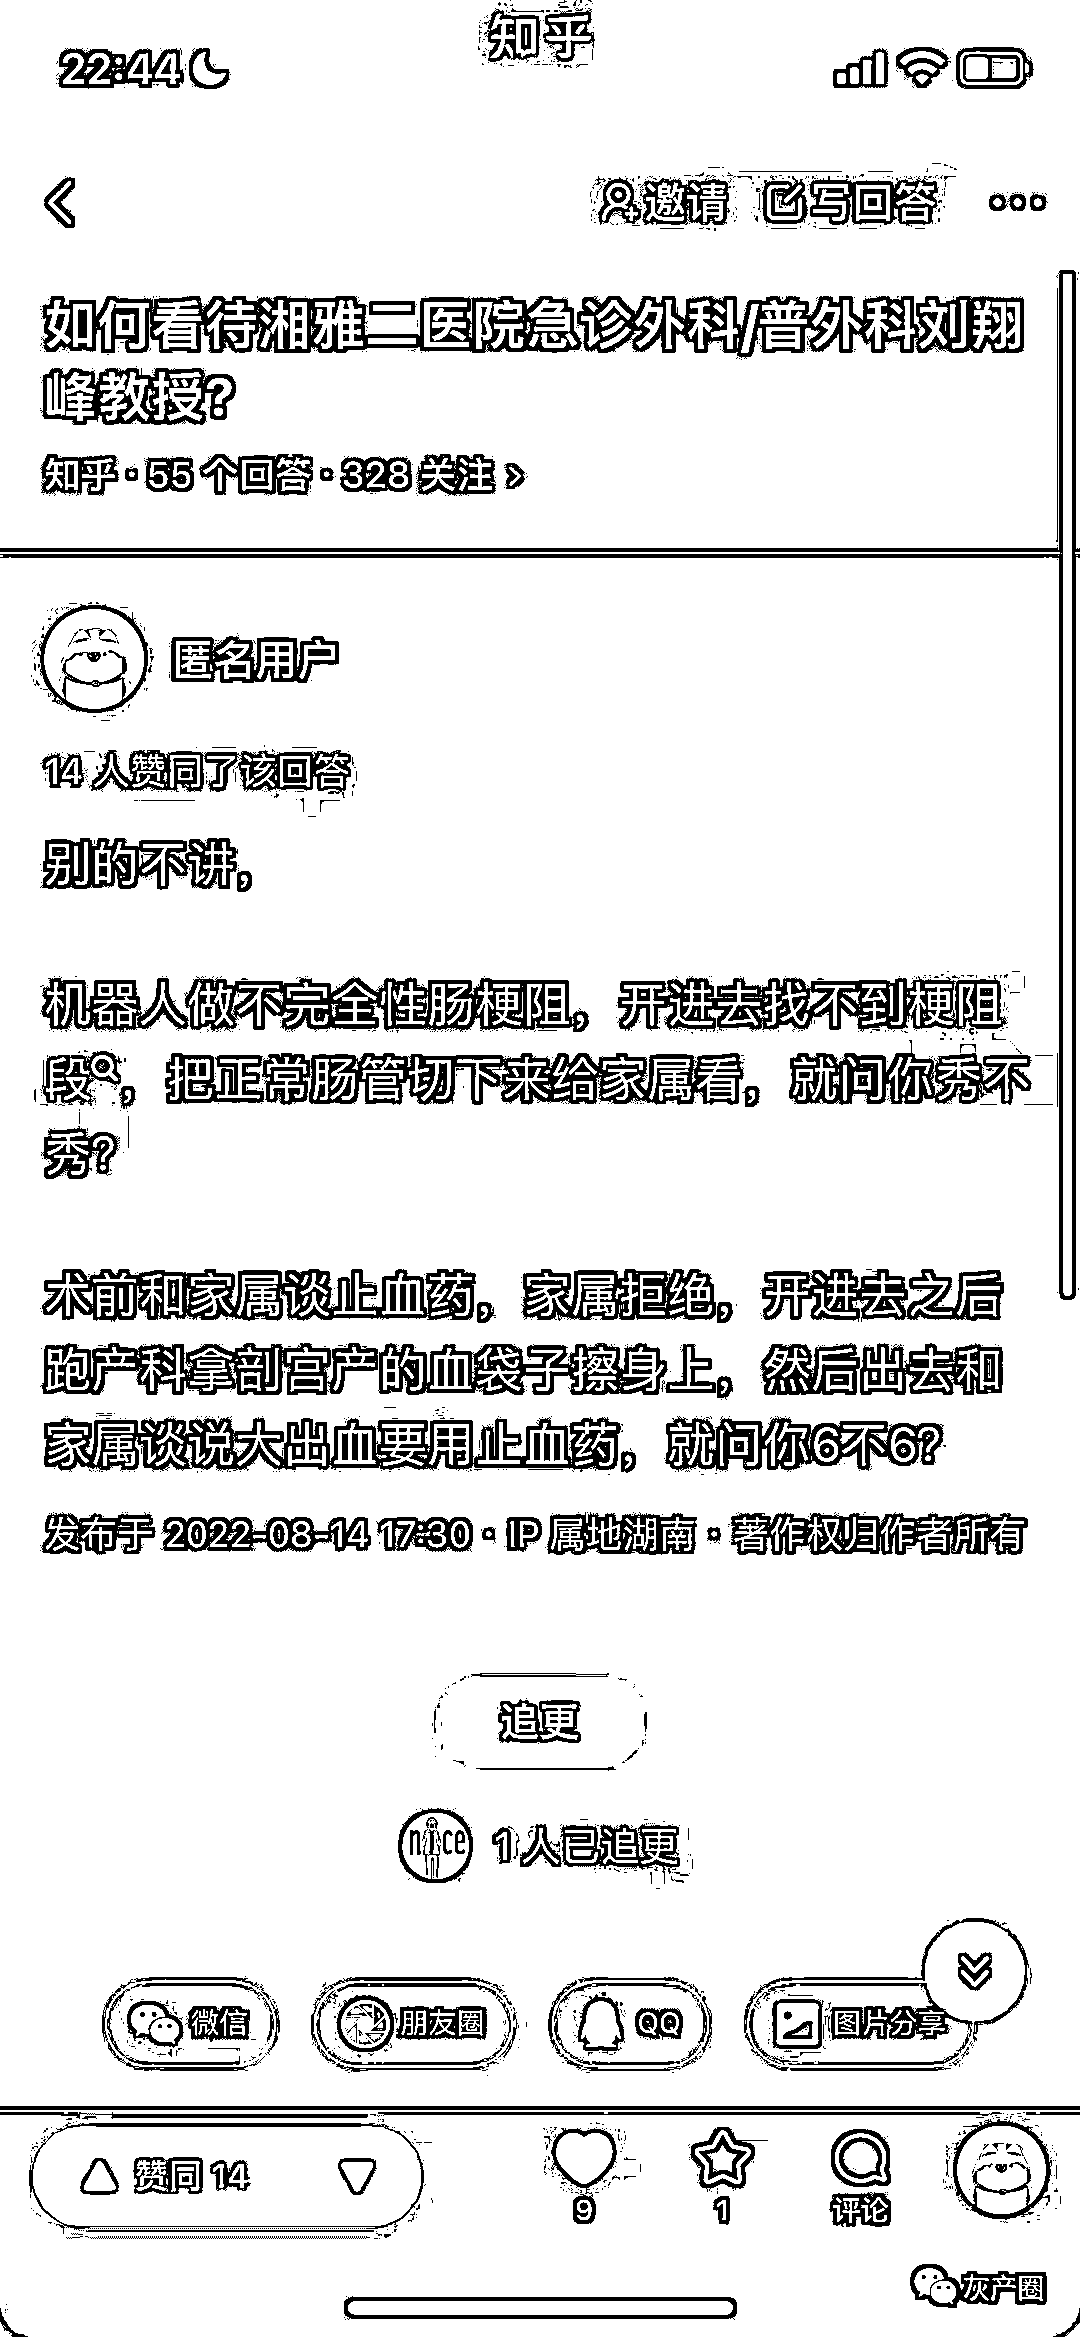 知乎
22:44
邀请 写回答
如何看待湘雅二医院急诊外科/普外科刘翔
峰教授?
知乎 · 55 个回答 · 328 关注 >
匿名用户
14 人赞同了该回答
别的不讲,
机器人做不完全性肠梗阻，开进去找不到梗阻
段，把正常肠管切下来给家属看，就问你秀不
秀?
术前和家属谈止血药，家属拒绝，开进去之后
跑产科拿剖宫产的血袋子擦身上，然后出去和
家属谈说大出血要用止血药，就问你6不6?
发布于 2022-08-14 17:30 · IP 属地湖南 · 著作权归作者所有
追更
nice 1 人已追更
微信 朋友圈 QQ 图片分享
赞同 14 9 1 评论
灰产圈